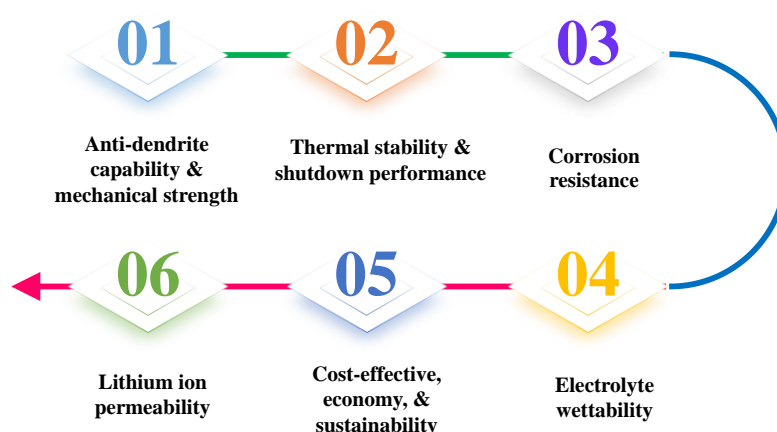 01
02
03
Anti-dendrite
capability &
mechanical strength
Thermal stability &
shutdown performance
Corrosion
resistance
04
05
06
Electrolyte
wettability
Cost-effective,
economy, &
sustainability
Lithium ion
permeability